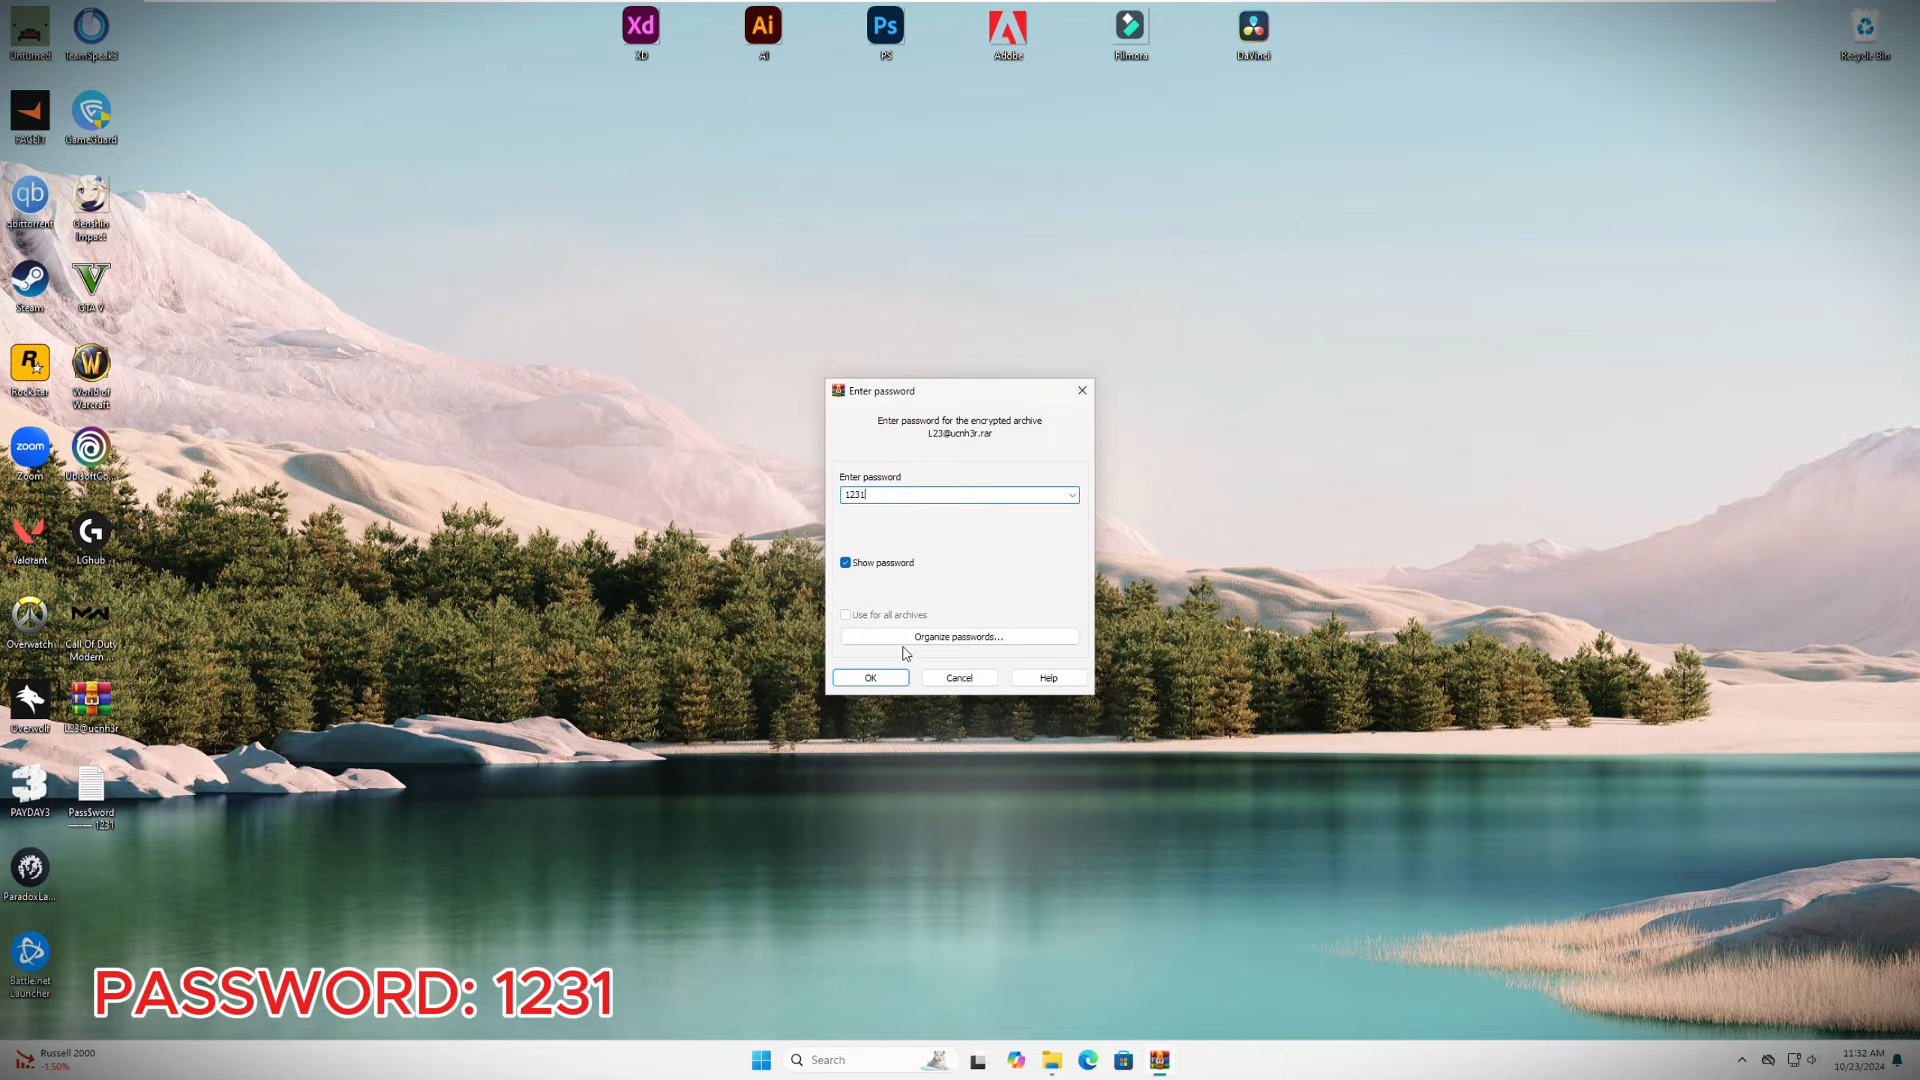 Unturned
TeamSpeak3
Xd
XD
Ai
AI
Ps
PS
Adobe
Filmora
DaVinci
Recycle Bin
FACEIT
GameGuard
qb
qbittorrent
Genshin
Impact
Steam
GTA V
R
Rockstar
W
World of
Warcraft
zoom
Zoom
UbisoftCo...
Valorant
LGhub
Overwatch
Call Of Duty
Modern ...
Overwolf
L23@ucnh3r
PAYDAY3
Pas$word
——— 1231
ParadoxLa...
Battle.net
Launcher
Enter password
Enter password for the encrypted archive
L23@ucnh3r.rar
Enter password
1231
Show password
Use for all archives
Organize passwords...
OK
Cancel
Help
PASSWORD: 1231
Russell 2000
-1.50%
Search
11:32 AM
10/23/2024